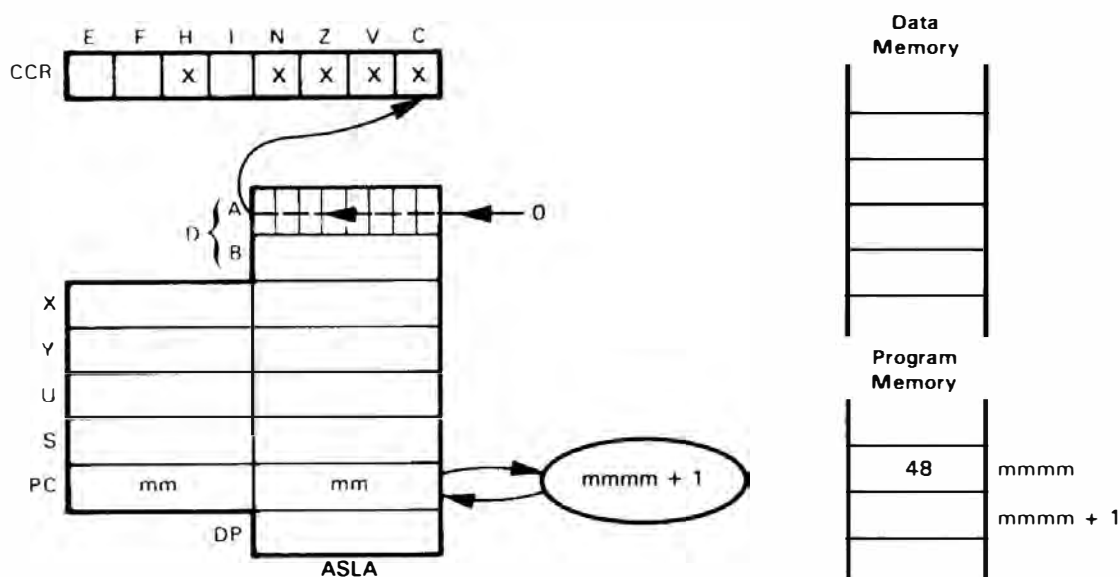 E F H I N Z V C
CCR X X X X X
A 0
D {
B
X
Y
U
S
PC mm mm mmmm + 1
DP
ASLA
Data
Memory
Program
Memory
48 mmmm
mmmm + 1